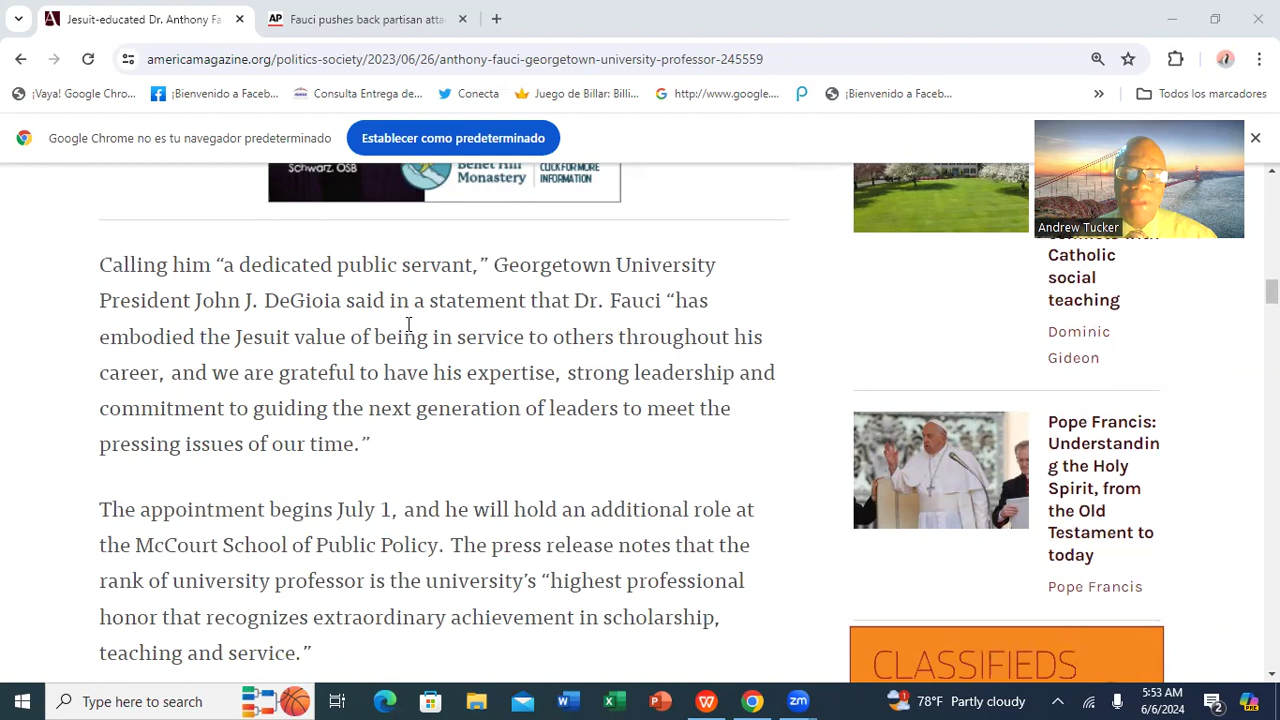 Jesuit-educated Dr. Anthony Fa
Fauci pushes back partisan atta
americamagazine.org/politics-society/2023/06/26/anthony-fauci-georgetown-university-professor-245559
¡Vaya! Google Chro...
¡Bienvenido a Faceb...
Consulta Entrega de...
Conecta
Juego de Billar: Billi...
http://www.google....
¡Bienvenido a Faceb...
Todos los marcadores
Google Chrome no es tu navegador predeterminado
Establecer como predeterminado
Schwarz, OSB
Benet Hill
Monastery
CLICK FOR MORE
INFORMATION
Andrew Tucker
Calling him “a dedicated public servant,” Georgetown University
President John J. DeGioia said in a statement that Dr. Fauci “has
embodied the Jesuit value of being in service to others throughout his
career, and we are grateful to have his expertise, strong leadership and
commitment to guiding the next generation of leaders to meet the
pressing issues of our time.”
The appointment begins July 1, and he will hold an additional role at
the McCourt School of Public Policy. The press release notes that the
rank of university professor is the university’s “highest professional
honor that recognizes extraordinary achievement in scholarship,
teaching and service.”
Catholic
social
teaching
Dominic
Gideon
Pope Francis:
Understandin
g the Holy
Spirit, from
the Old
Testament to
today
Pope Francis
CLASSIFIEDS
Type here to search
78°F Partly cloudy
5:53 AM
6/6/2024